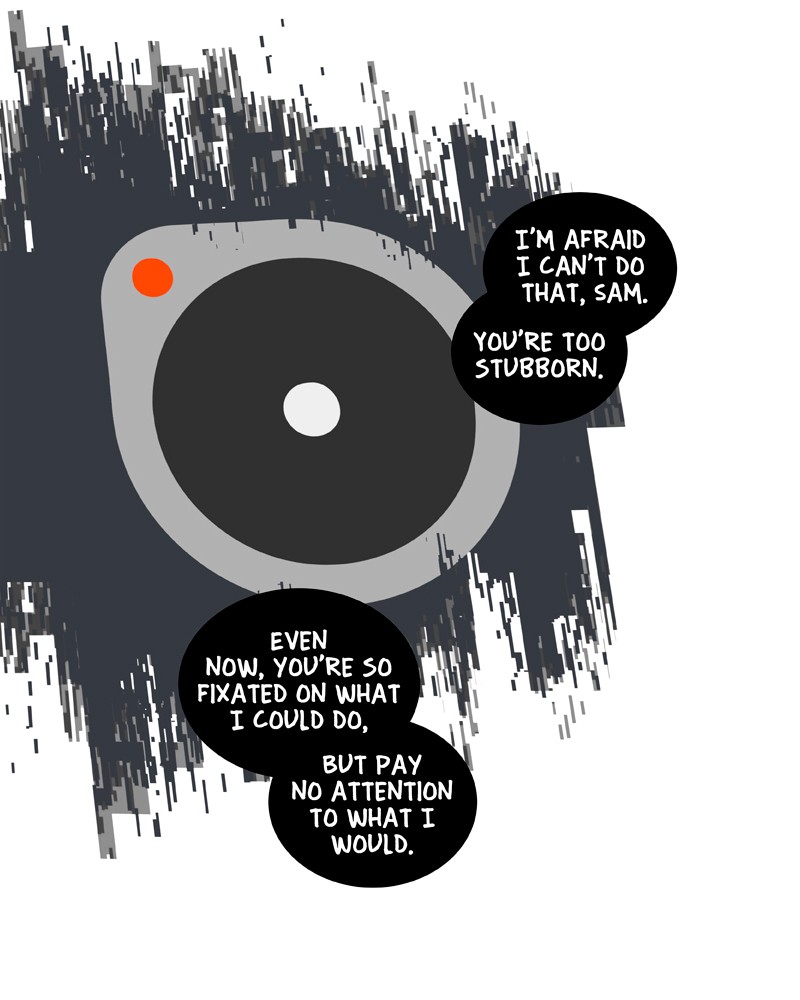 I'M AFRAID
I CAN'T DO
THAT, SAM.
YOU'RE TOO
STUBBORN.
EVEN
NOW, YOU'RE SO
FIXATED ON WHAT
I COULD DO,
BUT PAY
NO ATTENTION
TO WHAT I
WOULD.